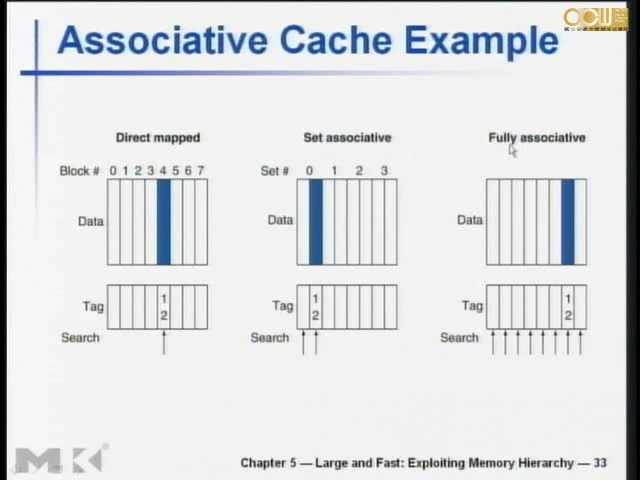 Associative Cache Example
Direct mapped
Set associative
Fully associative
Block # 0 1 2 3 4 5 6 7
Set # 0 1 2 3
Data
Data
Data
Tag
1
2
Tag
1
2
Tag
1
2
Search
Search
Search
MK
Chapter 5 — Large and Fast: Exploiting Memory Hierarchy — 33